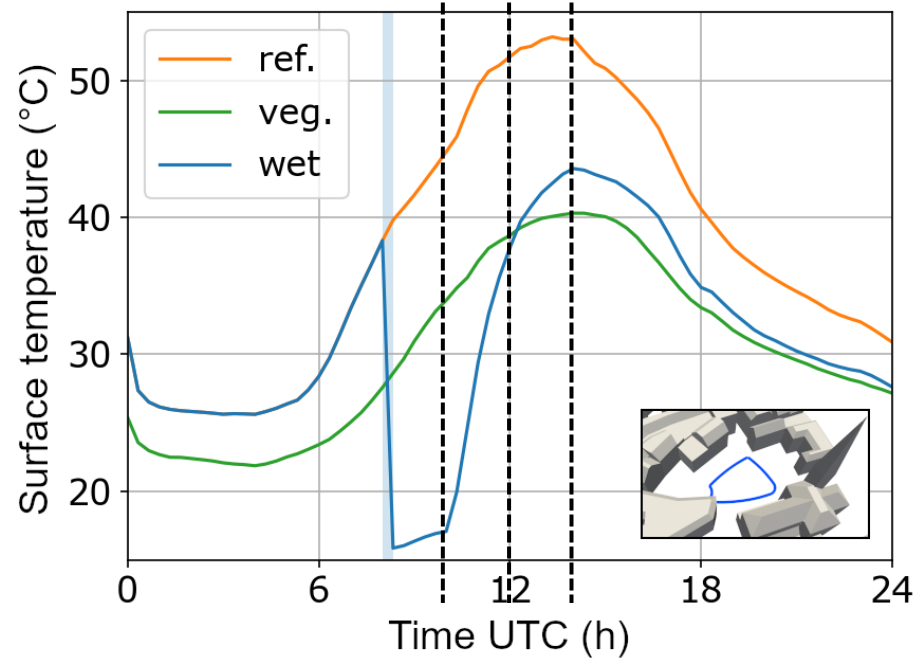 ref.
veg.
wet
Surface temperature (°C)
50
40
30
20
0
6
12
18
24
Time UTC (h)